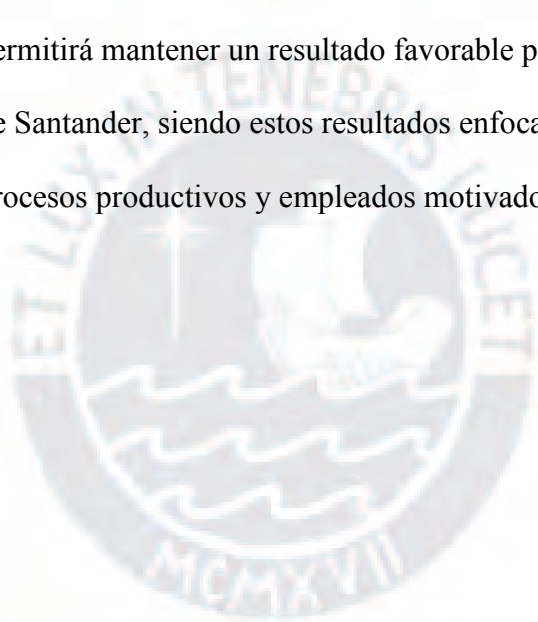 ermitirá mantener un resultado favorable p
e Santander, siendo estos resultados enfoca
rocesos productivos y empleados motivado
ET LUX IN TENEBRIS LUCET
MCMXVII